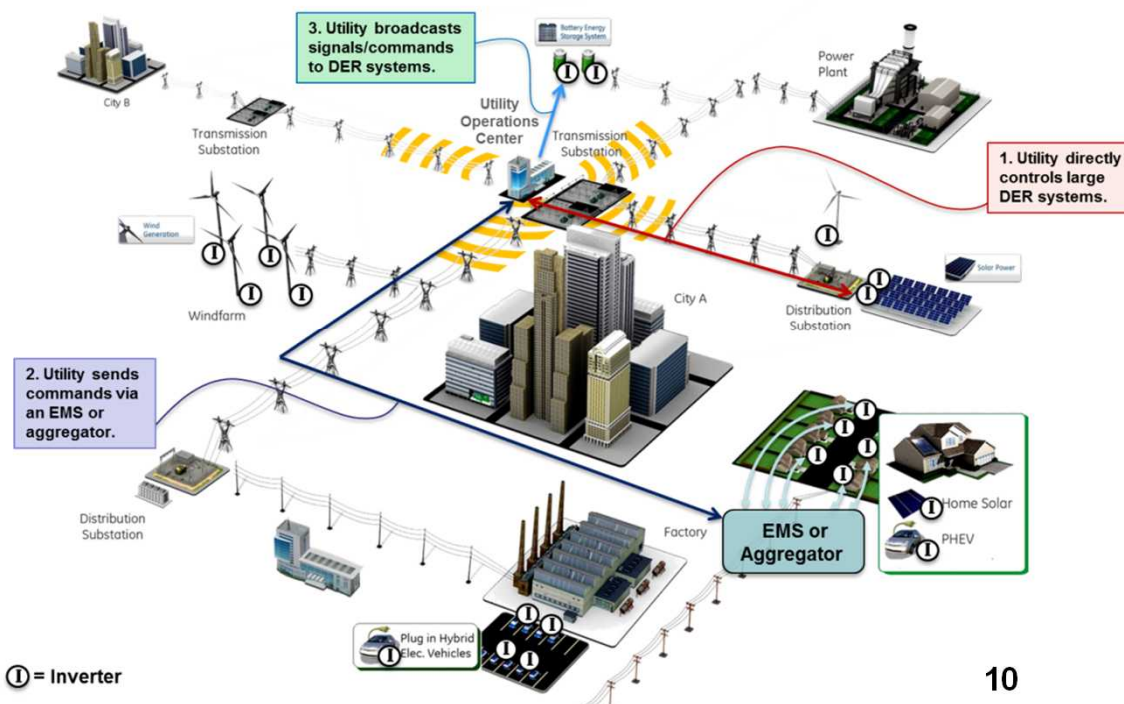 3. Utility broadcasts
signals/commands
to DER systems.
Battery Energy
Storage System
I
I
Power
Plant
City B
Transmission
Substation
Utility
Operations
Center
Transmission
Substation
1. Utility directly
controls large
DER systems.
Wind
Generation
I
I
I
I
Windfarm
I
I
I
Solar Power
Distribution
Substation
City A
2. Utility sends
commands via
an EMS or
aggregator.
I
I
I
I
I
I
I
Home Solar
I
PHEV
EMS or
Aggregator
Distribution
Substation
Factory
Plug in Hybrid
I
Elec. Vehicles
I
I
I
I
I = Inverter
10